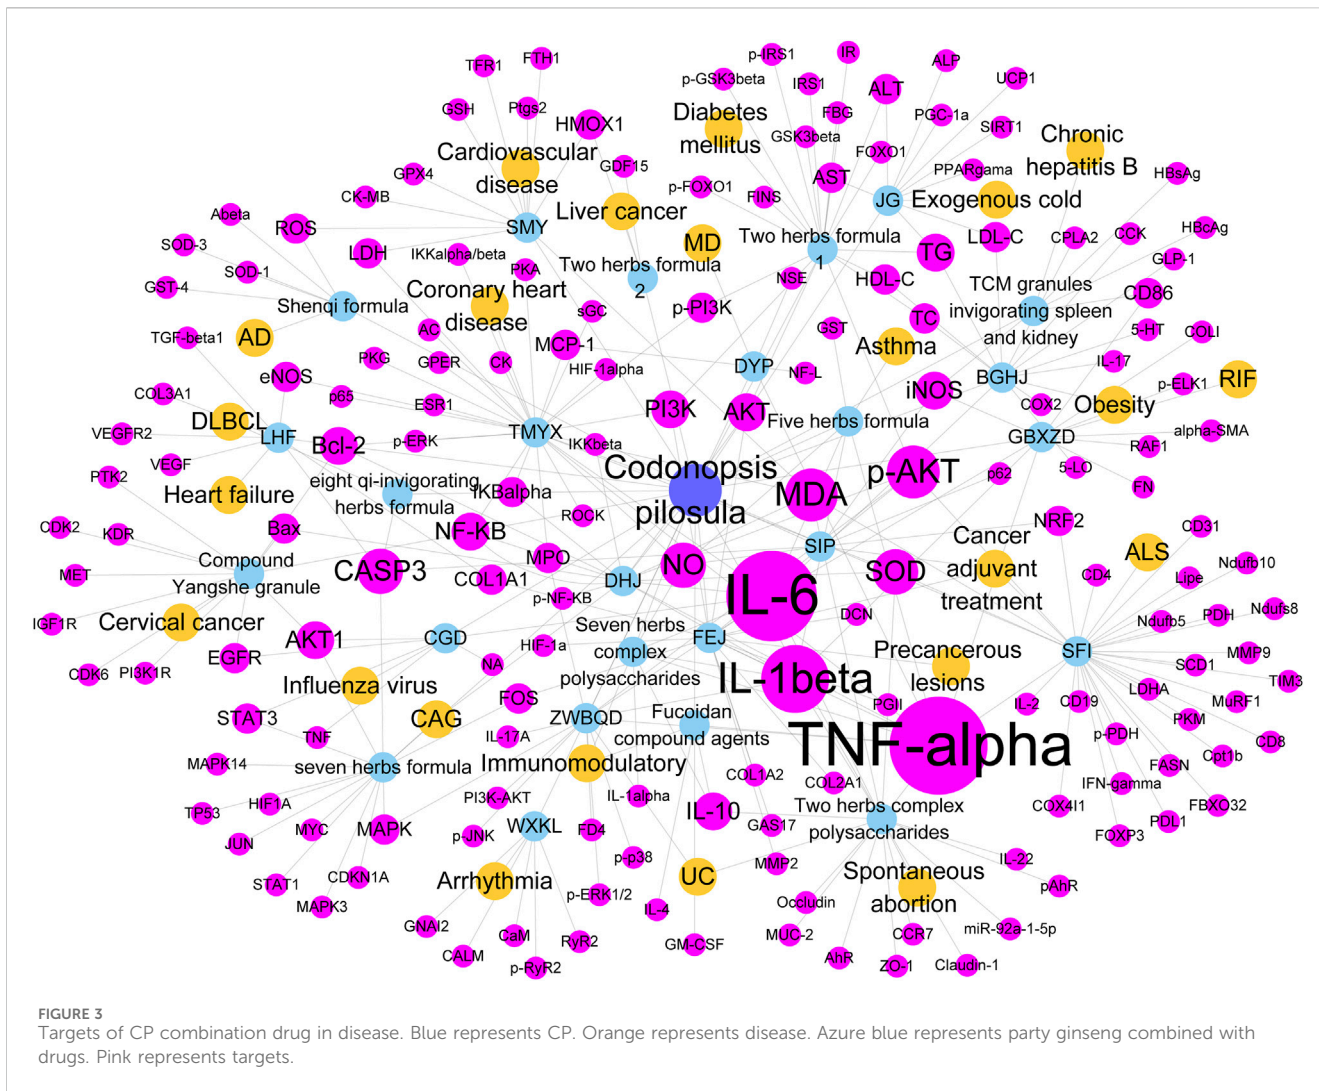 p-IRS1
IR
FTH1
TFR1
ALP
p-GSK3beta
IRS1
ALT
UCP1
GSH
Ptgs2
HMOX1
Diabetes
mellitus
FBG
PGC-1a
SIRT1
GSK3beta
Chronic
hepatitis B
Cardiovascular
disease
GDF15
FOXO1
GPX4
AST
PPARgama
HBsAg
CK-MB
p-FOXO1
FINS
JG
Exogenous cold
Abeta
ROS
SMY
Liver cancer
MD
Two herbs formula
1
TG
LDL-C
CPLA2
CCK
HBcAg
SOD-3
LDH
IKKalpha/beta
PKA
Two herbs formula
2
NSE
HDL-C
GLP-1
SOD-1
GST-4
Shenqi formula
Coronary heart
disease
sGC
p-PI3K
TCM granules
invigorating spleen
and kidney
CD86
TC
TGF-beta1
AD
AC
GST
5-HT
COLI
PKG
GPER
CK
MCP-1
HIF-1alpha
DYP
NF-L
Asthma
IL-17
eNOS
BGHJ
p-ELK1
RIF
COL3A1
p65
ESR1
PI3K
AKT
iNOS
COX2
Obesity
DLBCL
LHF
VEGFR2
Bcl-2
p-ERK
TMYX
IKKbeta
Five herbs formula
GBXZD
RAF1
alpha-SMA
VEGF
PTK2
eight qi-invigorating
herbs formula
IKBalpha
Codonopsis
pilosula
MDA
p-AKT
p62
5-LO
FN
Heart failure
ROCK
CDK2
KDR
Bax
NF-KB
SIP
NRF2
CD31
Compound
Yangshe granule
CASP3
MPO
NO
SOD
Cancer
adjuvant
treatment
ALS
Ndufb10
MET
COL1A1
DHJ
CD4
Lipe
IL-6
p-NF-KB
DCN
Ndufb5
PDH
Ndufs8
IGF1R
Cervical cancer
AKT1
CGD
HIF-1a
Seven herbs
complex
polysaccharides
FEJ
SFI
MMP9
EGFR
NA
Precancerous
lesions
SCD1
TIM3
CDK6
PI3K1R
Influenza virus
FOS
IL-1beta
LDHA
MuRF1
STAT3
CAG
ZWBQD
Fucoidan
compound agents
PGII
IL-2
CD19
PKM
TNF
IL-17A
TNF-alpha
p-PDH
CD8
MAPK14
seven herbs formula
Immunomodulatory
COL1A2
COL2A1
FASN
Cpt1b
IFN-gamma
TP53
HIF1A
PI3K-AKT
IL-1alpha
IL-10
Two herbs complex
polysaccharides
COX4I1
FBXO32
PDL1
MYC
MAPK
p-JNK
WXKL
FD4
GAS17
FOXP3
JUN
p-p38
MMP2
IL-22
STAT1
CDKN1A
Arrhythmia
UC
Spontaneous
abortion
pAhR
MAPK3
p-ERK1/2
IL-4
Occludin
GNAI2
CaM
RyR2
GM-CSF
MUC-2
CCR7
miR-92a-1-5p
CALM
p-RyR2
AhR
ZO-1
Claudin-1
FIGURE 3
Targets of CP combination drug in disease. Blue represents CP. Orange represents disease. Azure blue represents party ginseng combined with
drugs. Pink represents targets.